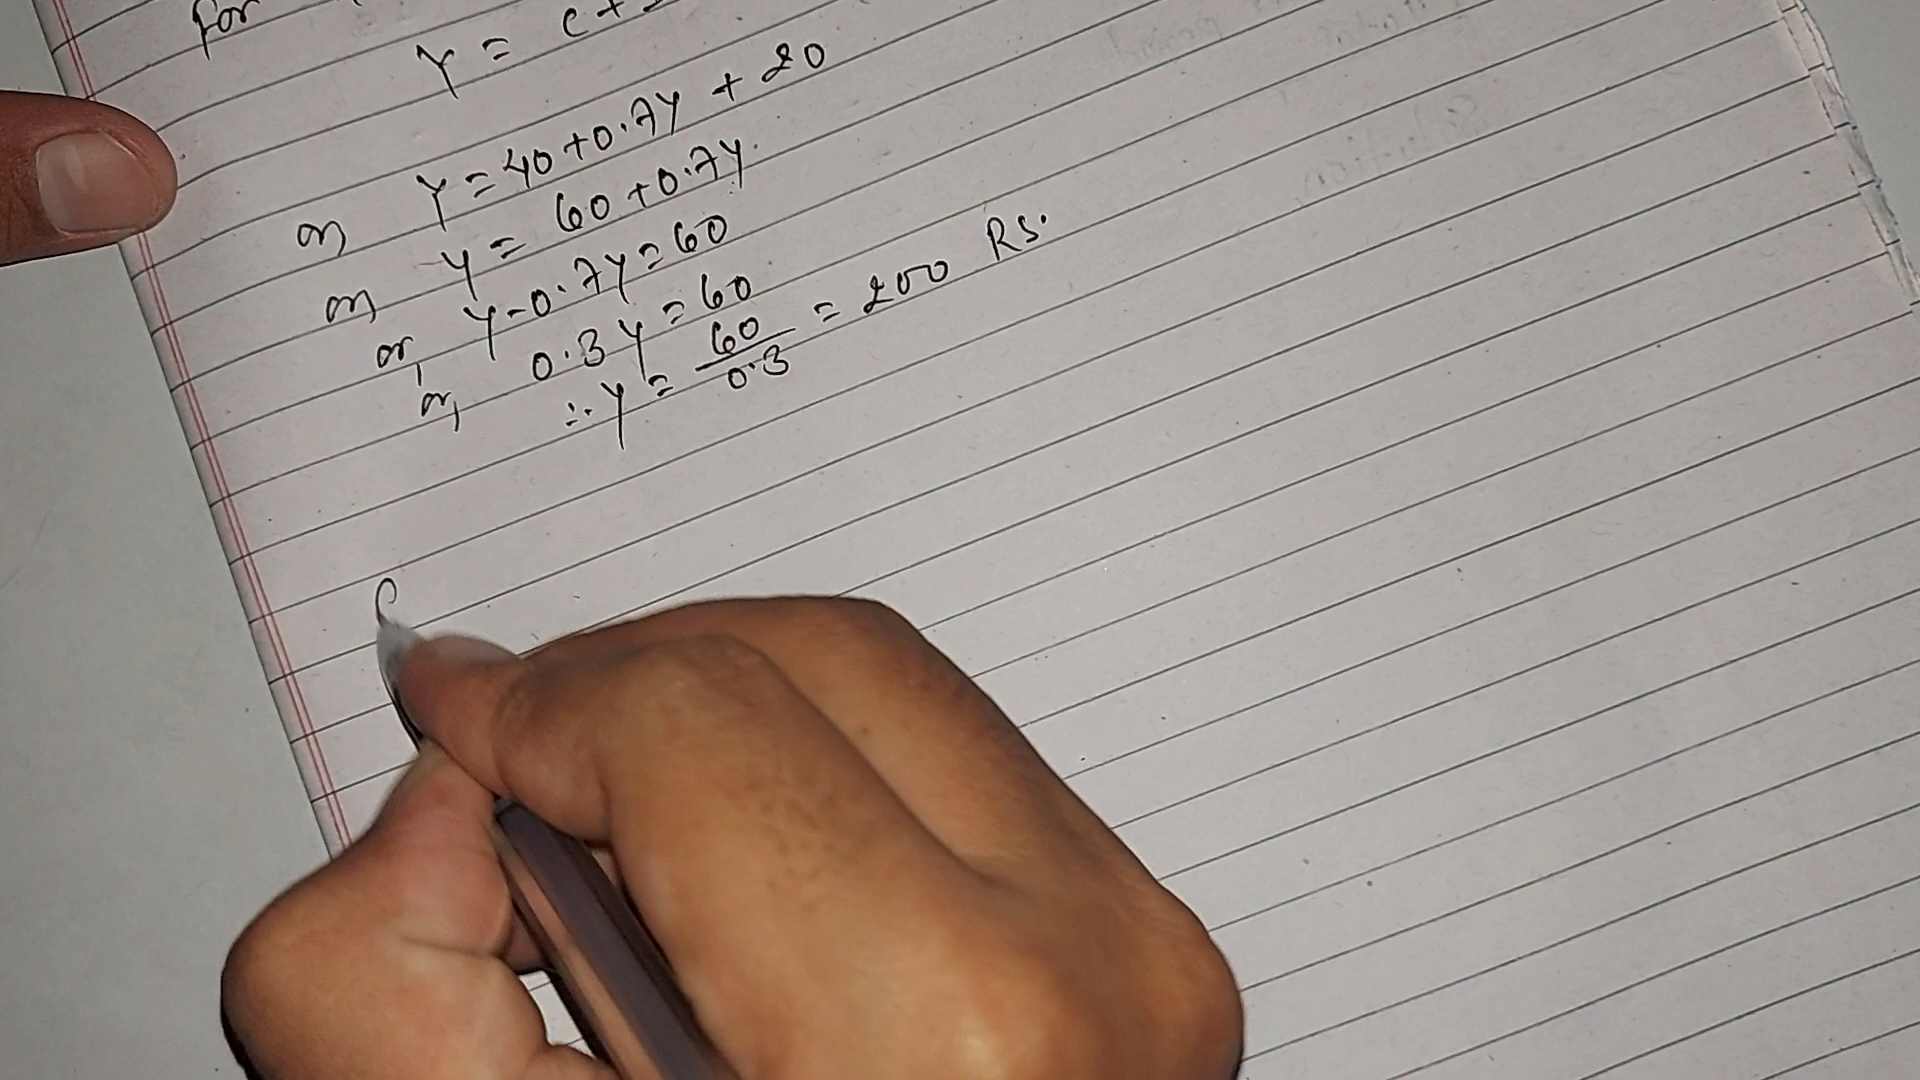 for
Y = C +
Y = 40 + 0.7Y + 20
or, Y = 60 + 0.7Y.
or, Y - 0.7Y = 60
or, 0.3Y = 60
or, ∴ Y = 60/0.3 = 200 Rs.